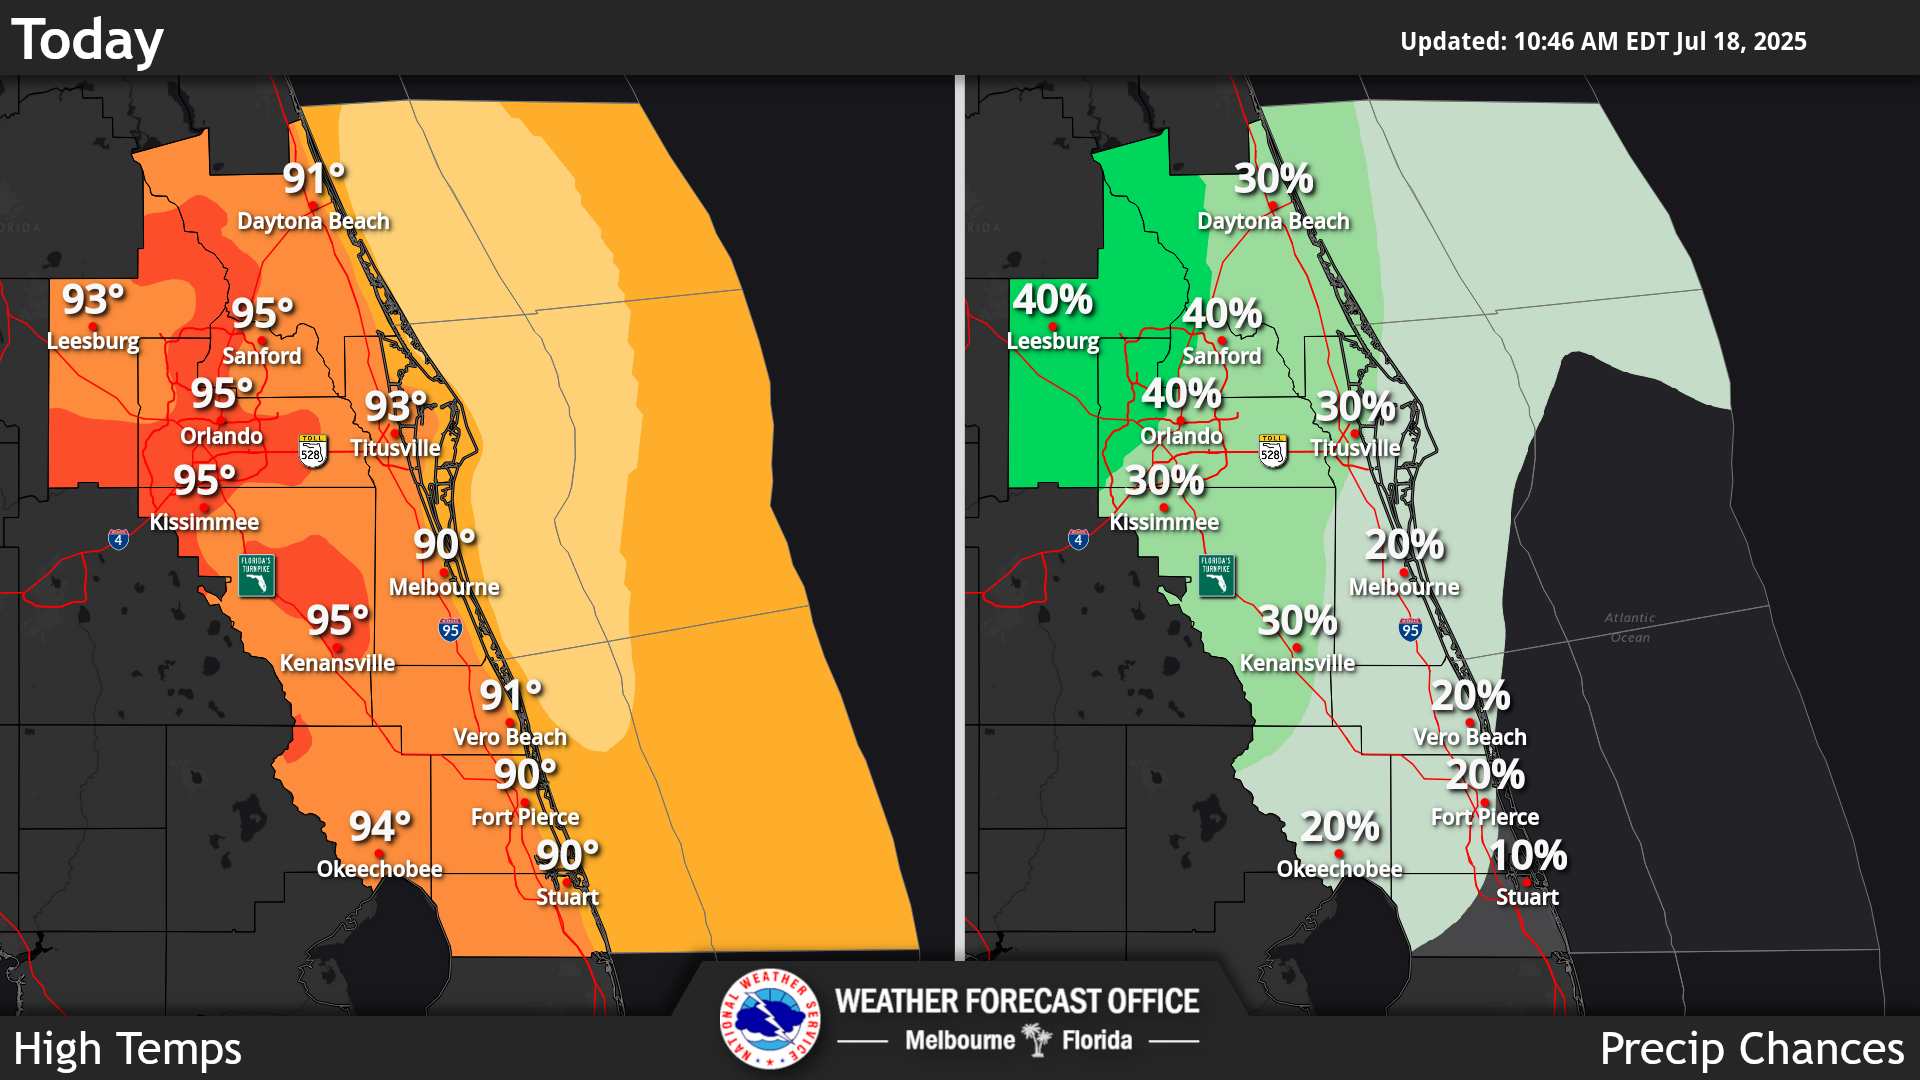 Today
Updated: 10:46 AM EDT Jul 18, 2025
91°
Daytona Beach
93°
Leesburg
95°
Sanford
95°
Orlando
93°
Titusville
TOLL
528
95°
Kissimmee
4
FLORIDA'S
TURNPIKE
90°
Melbourne
95
95°
Kenansville
91°
Vero Beach
90°
Fort Pierce
94°
Okeechobee
90°
Stuart
High Temps
30%
Daytona Beach
40%
Leesburg
40%
Sanford
40%
Orlando
30%
Titusville
TOLL
528
30%
Kissimmee
4
FLORIDA'S
TURNPIKE
20%
Melbourne
95
30%
Kenansville
Atlantic
Ocean
20%
Vero Beach
20%
Fort Pierce
20%
Okeechobee
10%
Stuart
Precip Chances
NATIONAL WEATHER SERVICE
WEATHER FORECAST OFFICE
Melbourne Florida